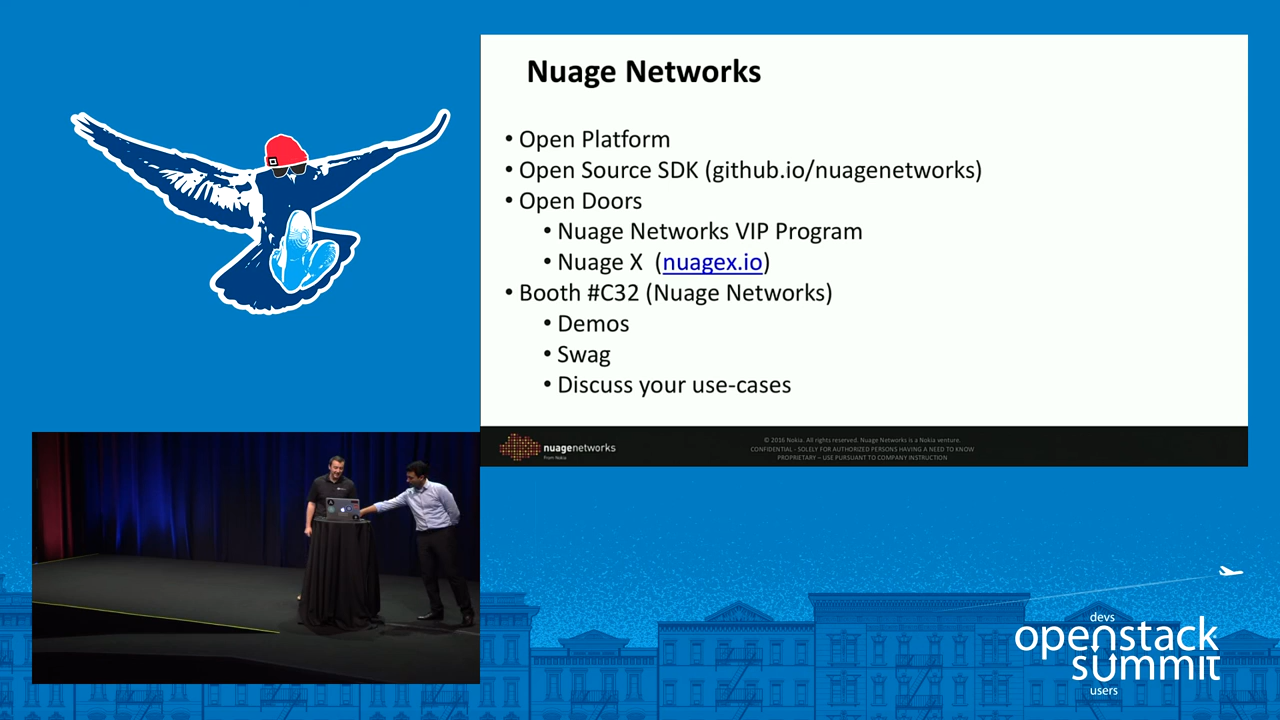 Nuage Networks
• Open Platform
• Open Source SDK (github.io/nuagenetworks)
• Open Doors
• Nuage Networks VIP Program
• Nuage X (nuagex.io)
• Booth #C32 (Nuage Networks)
• Demos
• Swag
• Discuss your use-cases
nuagenetworks
From Nokia
© 2016 Nokia. All rights reserved. Nuage Networks is a Nokia venture.
CONFIDENTIAL - SOLELY FOR AUTHORIZED PERSONS HAVING A NEED TO KNOW
PROPRIETARY – USE PURSUANT TO COMPANY INSTRUCTION
devs
openstack
summit
users